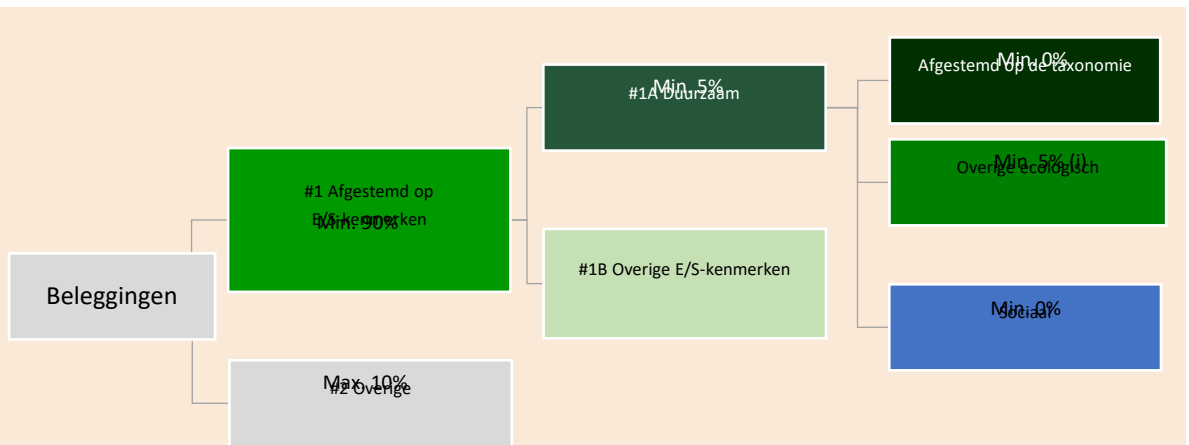 Beleggingen
#1 Afgestemd op
E/S-kenmerken
Min. 90%
Max. 10%
#2 Overige
Min. 5%
#1A Duurzaam
#1B Overige E/S-kenmerken
Min. 0%
Afgestemd op de taxonomie
Min. 5% (i)
Overige ecologisch
Min. 0%
Sociaal